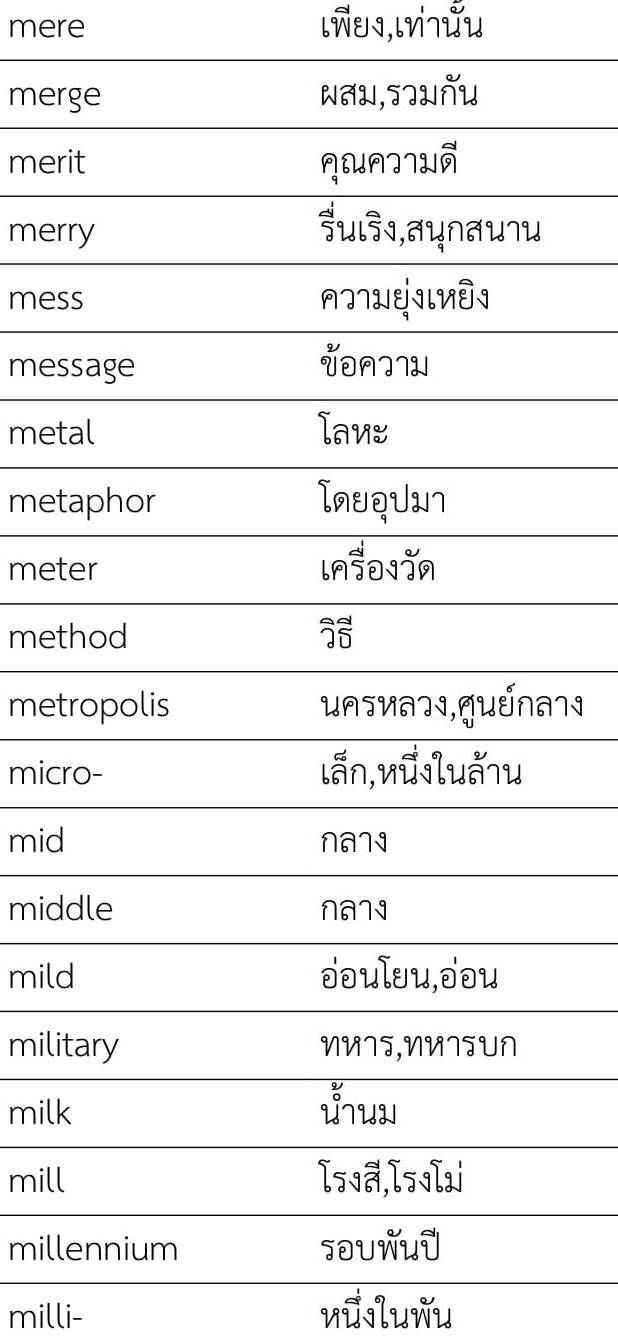 mere เพียง,เท่านั้น
merge ผสม,รวมกัน
merit คุณความดี
merry รื่นเริง,สนุกสนาน
mess ความยุ่งเหยิง
message ข้อความ
metal โลหะ
metaphor โดยอุปมา
meter เครื่องวัด
method วิธี
metropolis นครหลวง,ศูนย์กลาง
micro- เล็ก,หนึ่งในล้าน
mid กลาง
middle กลาง
mild อ่อนโยน,อ่อน
military ทหาร,ทหารบก
milk น้ำนม
mill โรงสี,โรงโม่
millennium รอบพันปี
milli- หนึ่งในพัน